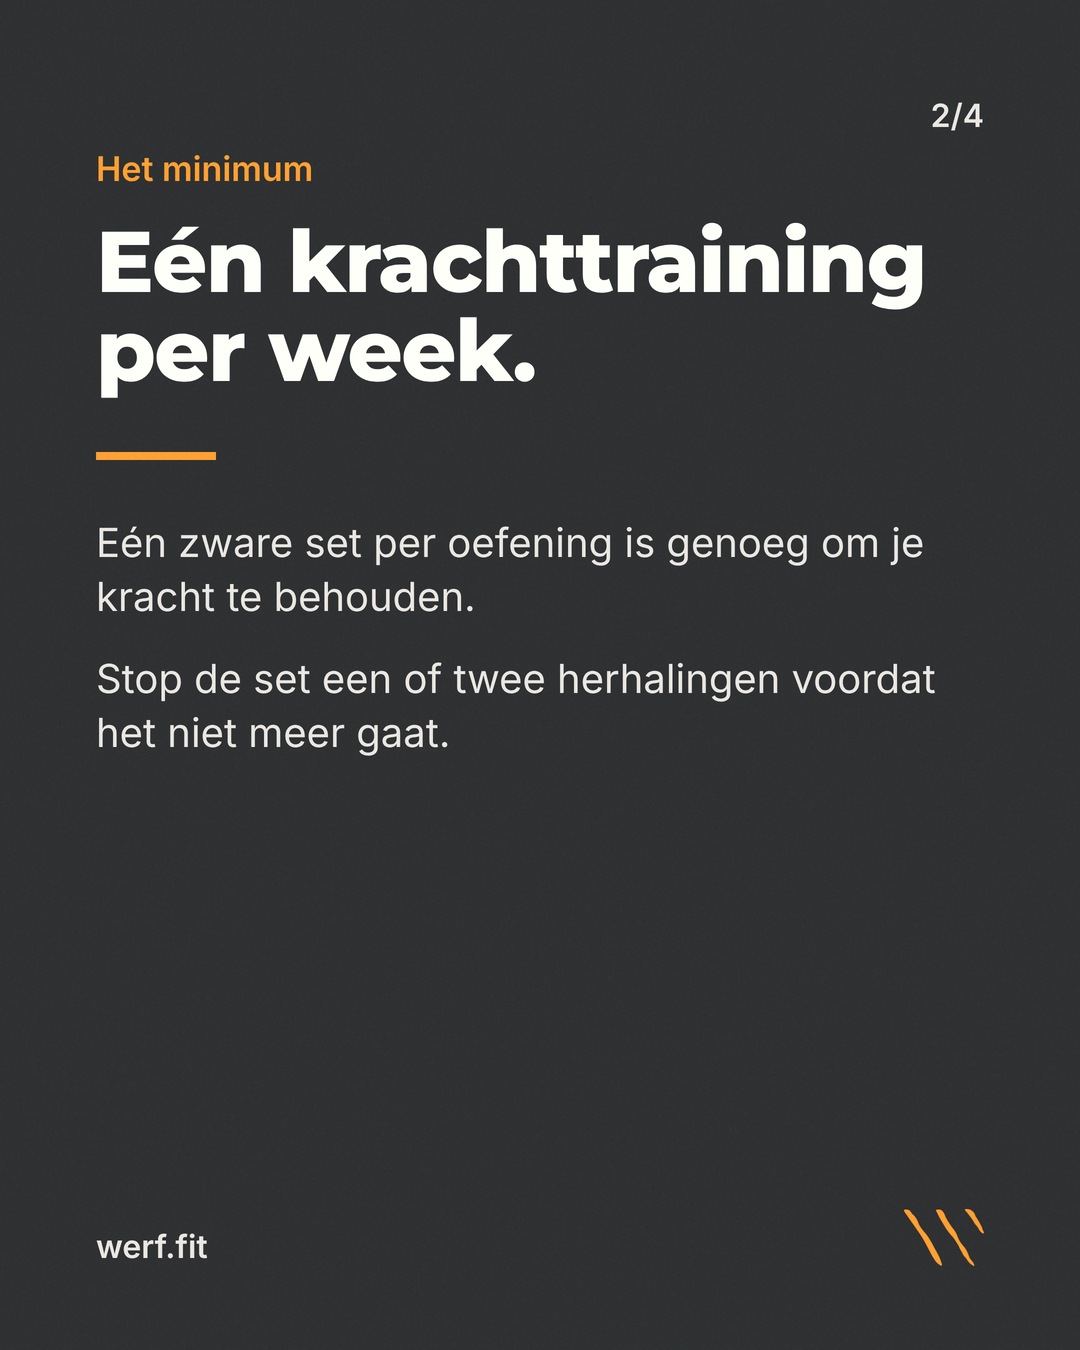 2/4
Het minimum
Eén krachttraining
per week.
Eén zware set per oefening is genoeg om je
kracht te behouden.
Stop de set een of twee herhalingen voordat
het niet meer gaat.
werf.fit